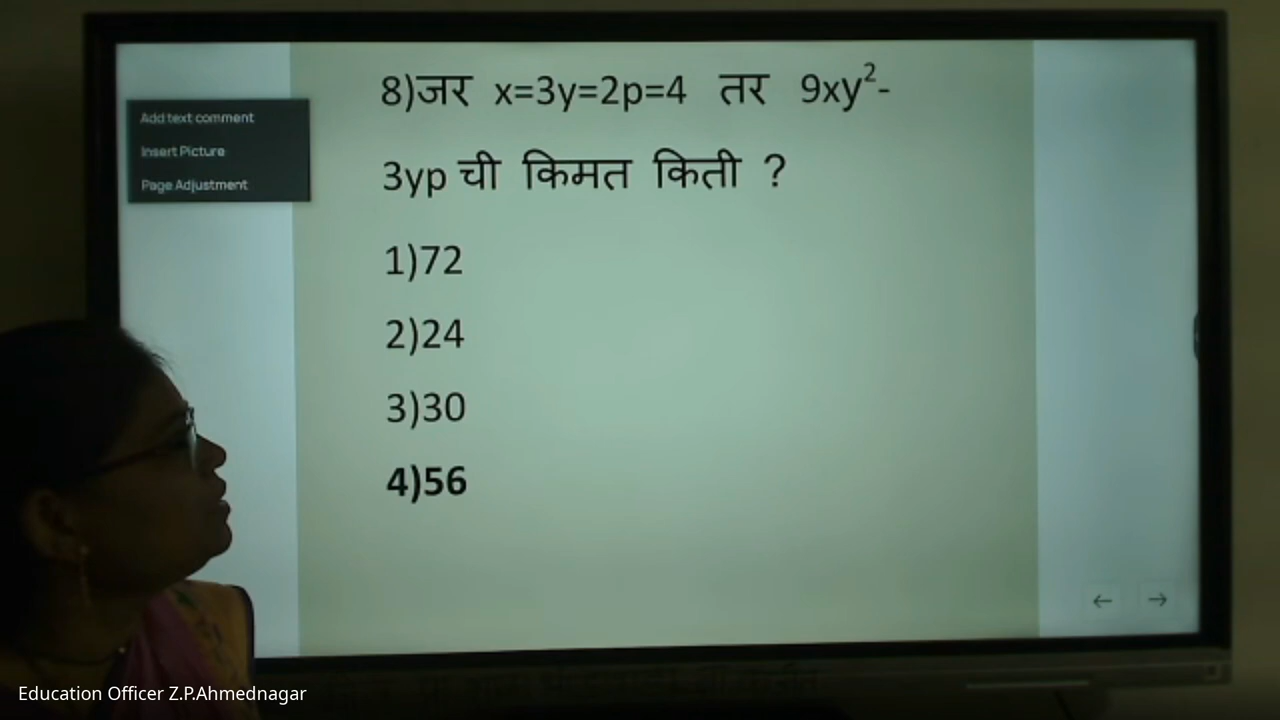 8)जर x=3y=2p=4 तर 9xy²-
3yp ची किमत किती ?
1)72
2)24
3)30
4)56
Add text comment
Insert Picture
Page Adjustment
Education Officer Z.P.Ahmednagar